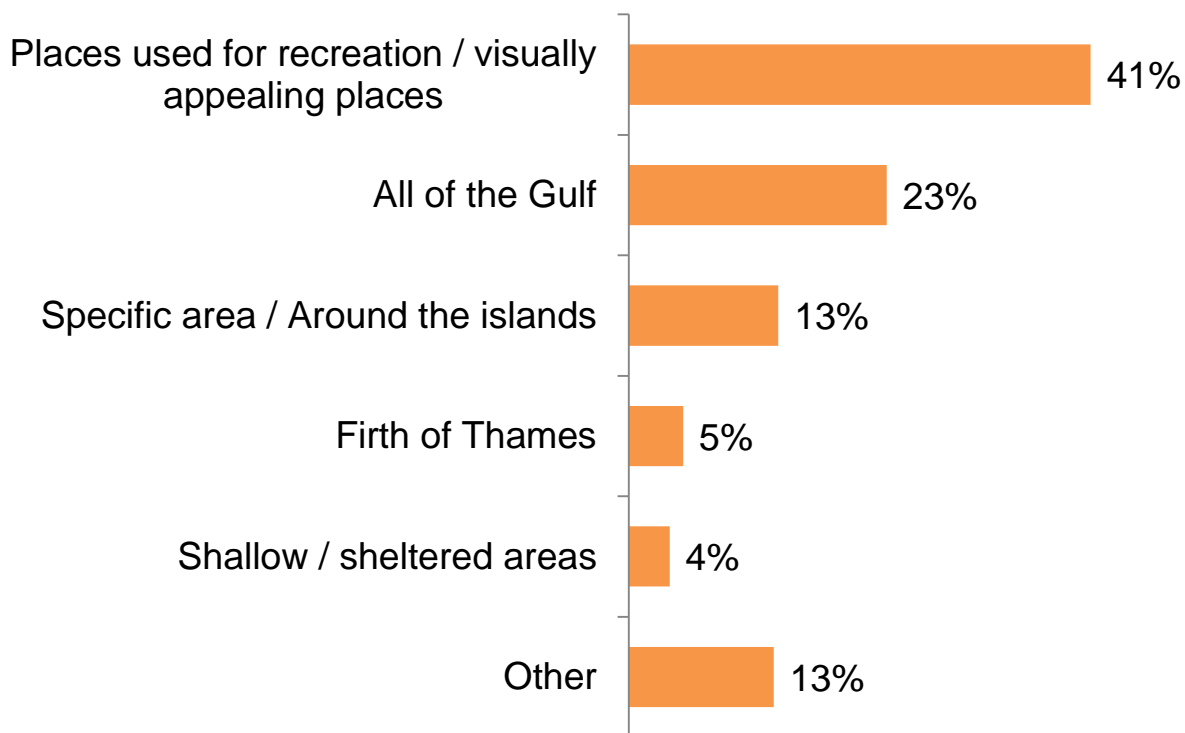 Places used for recreation / visually
appealing places
41%
All of the Gulf
23%
Specific area / Around the islands
13%
Firth of Thames
5%
Shallow / sheltered areas
4%
Other
13%